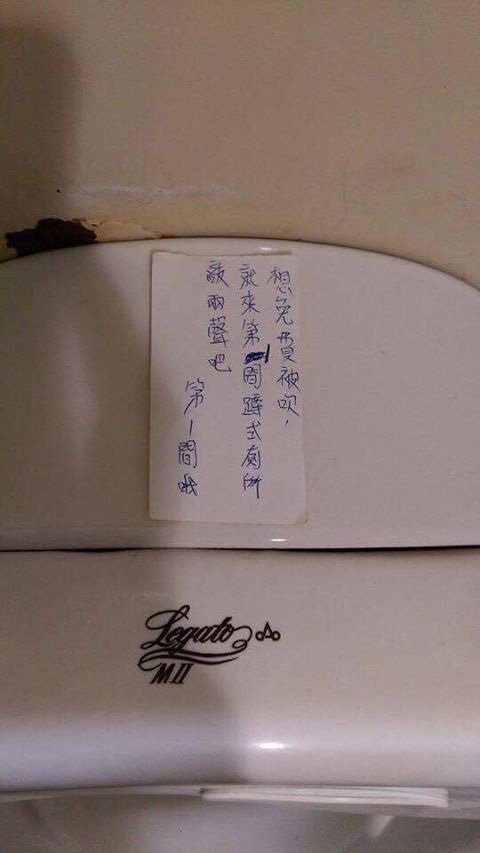 想免費被吹,
就來第1間蹲式廁所
敲兩聲吧
第1間哦
Legato
MII